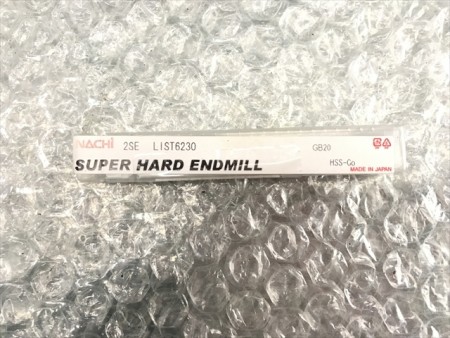 NACHi 2SE LIST6230 GB20
SUPER HARD ENDMILL HSS-Co
MADE IN JAPAN